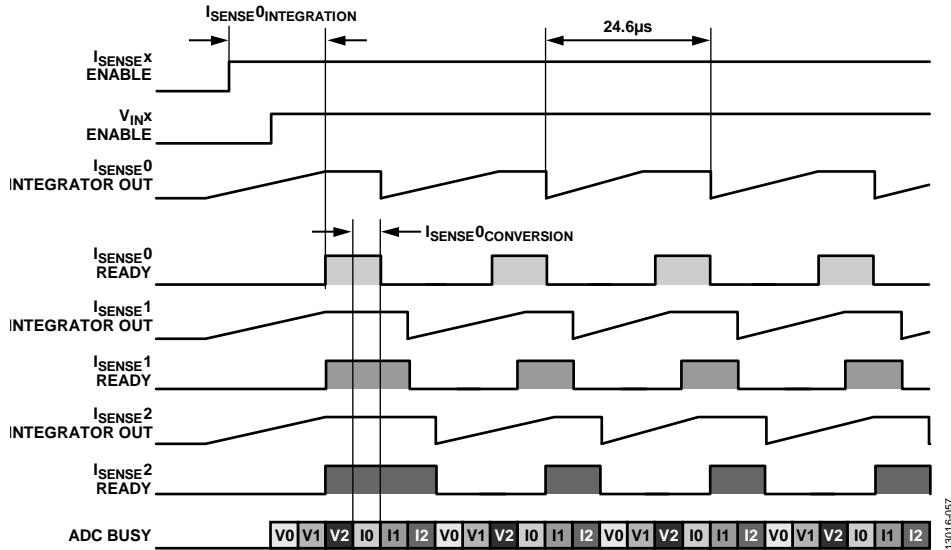 ISENSE0INTEGRATION
24.6µs
ISENSEx
ENABLE
VINx
ENABLE
ISENSE0
INTEGRATOR OUT
ISENSE0CONVERSION
ISENSE0
READY
ISENSE1
INTEGRATOR OUT
ISENSE1
READY
ISENSE2
INTEGRATOR OUT
ISENSE2
READY
ADC BUSY V0 V1 V2 I0 I1 I2 V0 V1 V2 I0 I1 I2 V0 V1 V2 I0 I1 I2 V0 V1 V2 I0 I1 I2
13016-057